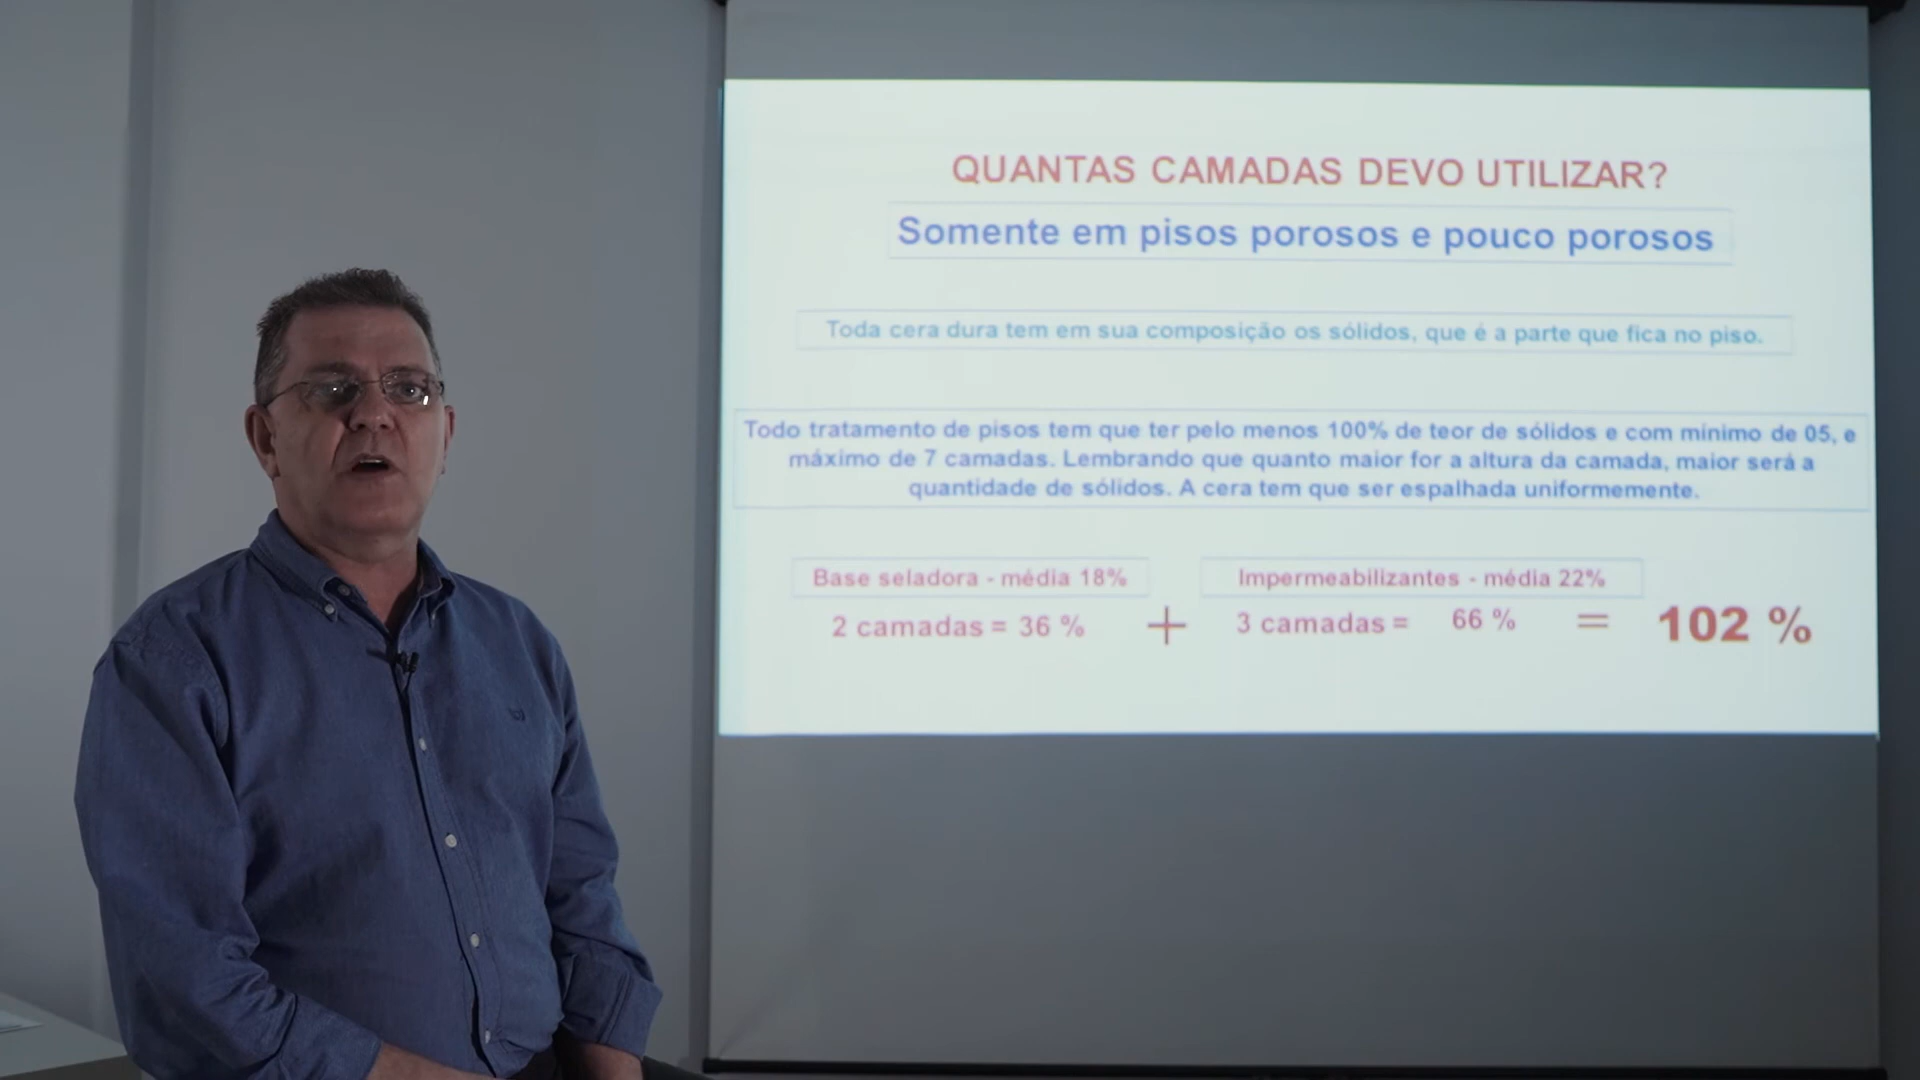 QUANTAS CAMADAS DEVO UTILIZAR?
Somente em pisos porosos e pouco porosos
Toda cera dura tem em sua composição os sólidos, que é a parte que fica no piso.
Todo tratamento de pisos tem que ter pelo menos 100% de teor de sólidos e com mínimo de 05, e
máximo de 7 camadas. Lembrando que quanto maior for a altura da camada, maior será a
quantidade de sólidos. A cera tem que ser espalhada uniformemente.
Base seladora - média 18% Impermeabilizantes - média 22%
2 camadas = 36 % + 3 camadas = 66 % = 102 %